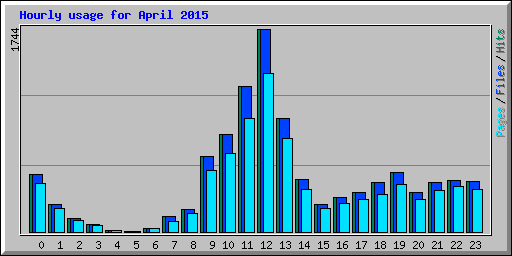 Hourly usage for April 2015
1744
Pages/Files/Hits
0 1 2 3 4 5 6 7 8 9 10 11 12 13 14 15 16 17 18 19 20 21 22 23